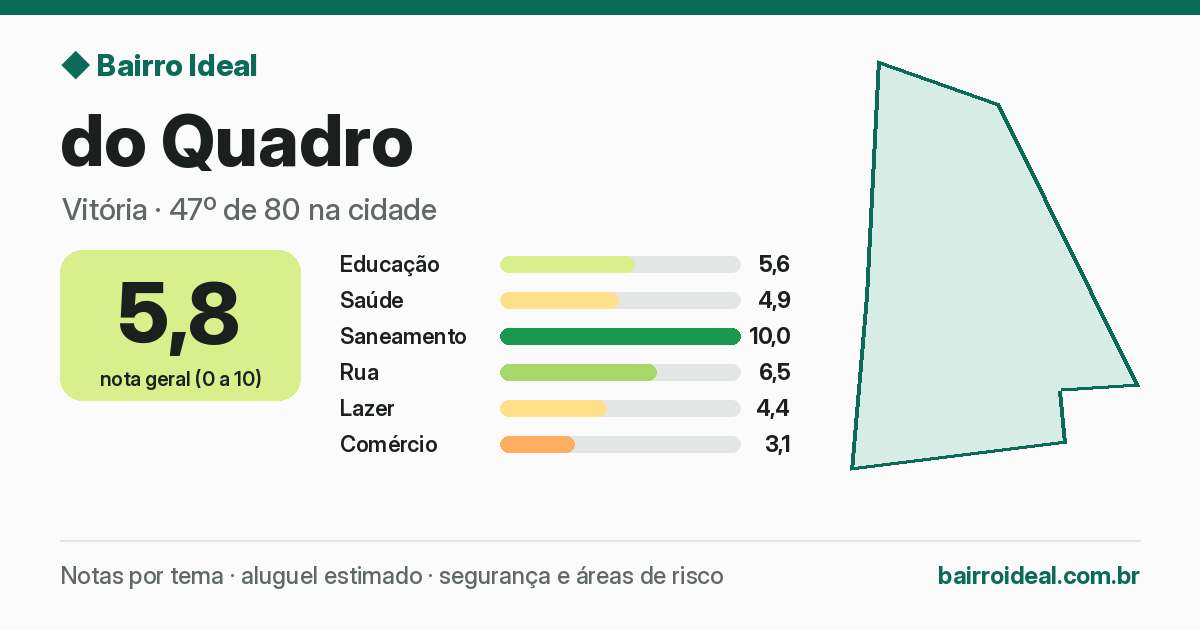 Bairro Ideal
do Quadro
Vitória · 47º de 80 na cidade
5,8
nota geral (0 a 10)
Educação 5,6
Saúde 4,9
Saneamento 10,0
Rua 6,5
Lazer 4,4
Comércio 3,1
Notas por tema · aluguel estimado · segurança e áreas de risco
bairroideal.com.br